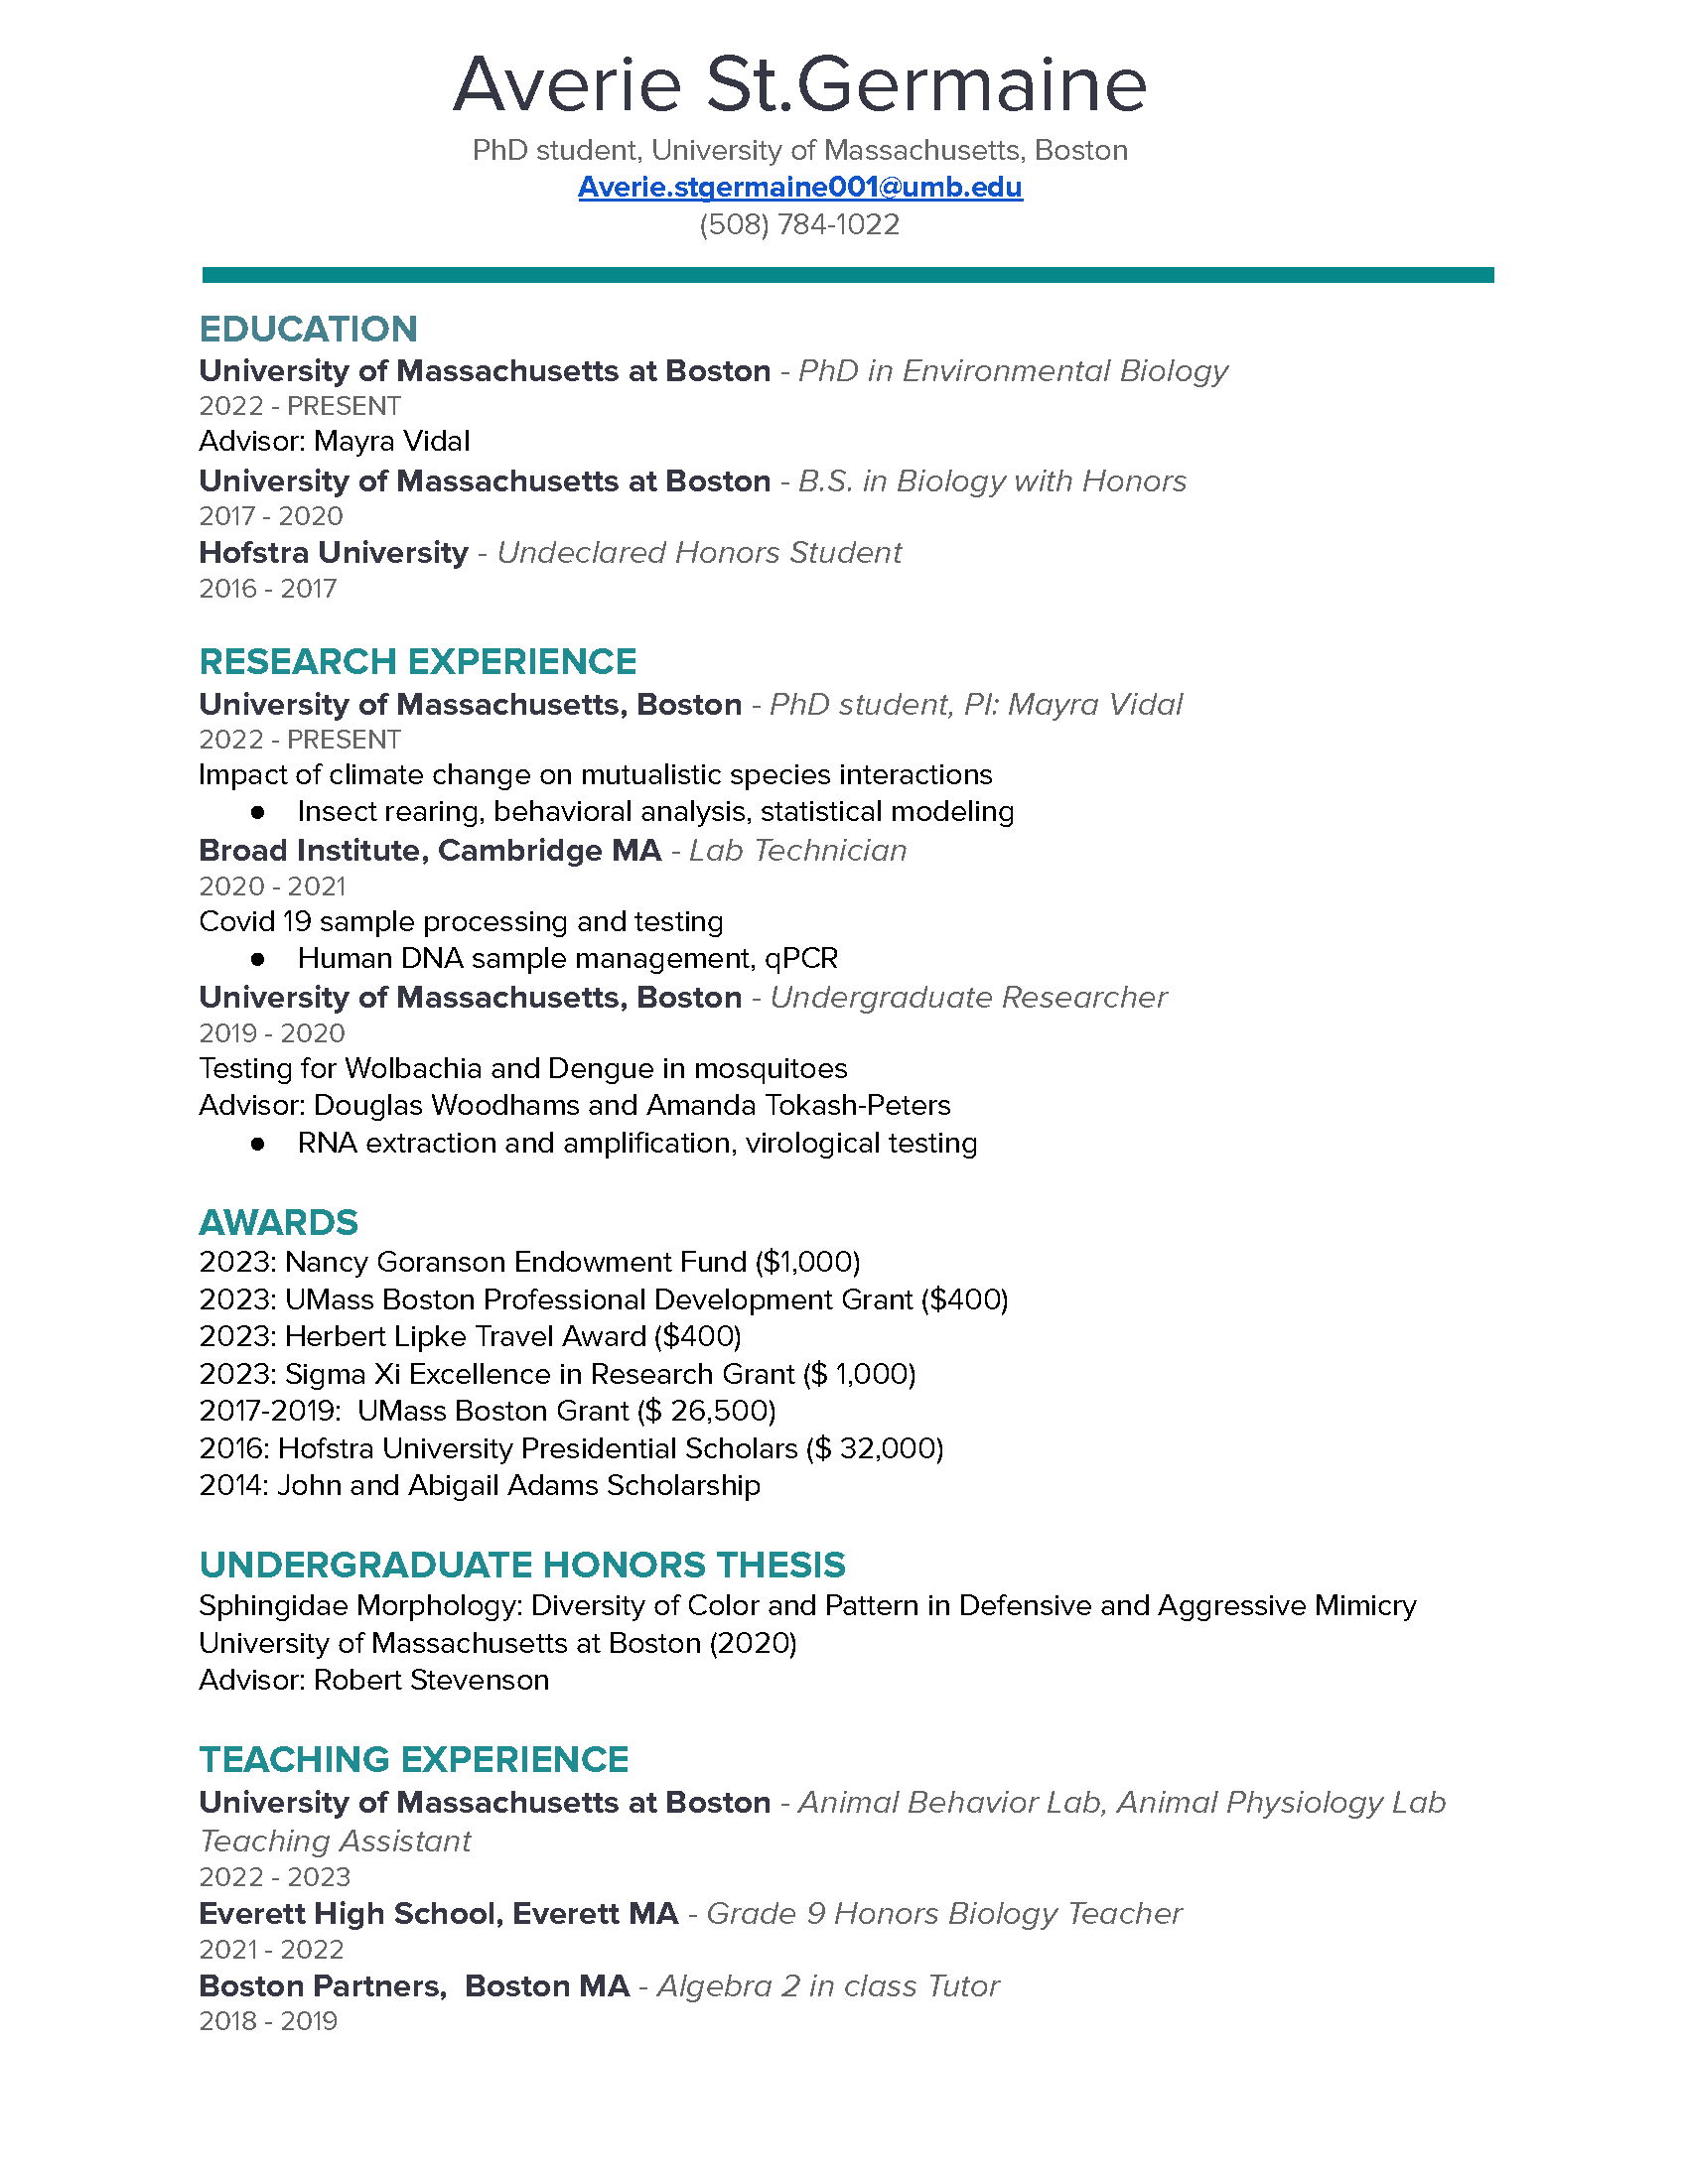 Averie St.Germaine
PhD student, University of Massachusetts, Boston
Averie.stgermaine001@umb.edu
(508) 784-1022
EDUCATION
University of Massachusetts at Boston - PhD in Environmental Biology
2022 - PRESENT
Advisor: Mayra Vidal
University of Massachusetts at Boston - B.S. in Biology with Honors
2017 - 2020
Hofstra University - Undeclared Honors Student
2016 - 2017
RESEARCH EXPERIENCE
University of Massachusetts, Boston - PhD student, PI: Mayra Vidal
2022 - PRESENT
Impact of climate change on mutualistic species interactions
● Insect rearing, behavioral analysis, statistical modeling
Broad Institute, Cambridge MA - Lab Technician
2020 - 2021
Covid 19 sample processing and testing
● Human DNA sample management, qPCR
University of Massachusetts, Boston - Undergraduate Researcher
2019 - 2020
Testing for Wolbachia and Dengue in mosquitoes
Advisor: Douglas Woodhams and Amanda Tokash-Peters
● RNA extraction and amplification, virological testing
AWARDS
2023: Nancy Goranson Endowment Fund ($1,000)
2023: UMass Boston Professional Development Grant ($400)
2023: Herbert Lipke Travel Award ($400)
2023: Sigma Xi Excellence in Research Grant ($ 1,000)
2017-2019:  UMass Boston Grant ($ 26,500)
2016: Hofstra University Presidential Scholars ($ 32,000)
2014: John and Abigail Adams Scholarship
UNDERGRADUATE HONORS THESIS
Sphingidae Morphology: Diversity of Color and Pattern in Defensive and Aggressive Mimicry
University of Massachusetts at Boston (2020)
Advisor: Robert Stevenson
TEACHING EXPERIENCE
University of Massachusetts at Boston - Animal Behavior Lab, Animal Physiology Lab
Teaching Assistant
2022 - 2023
Everett High School, Everett MA - Grade 9 Honors Biology Teacher
2021 - 2022
Boston Partners,  Boston MA - Algebra 2 in class Tutor
2018 - 2019